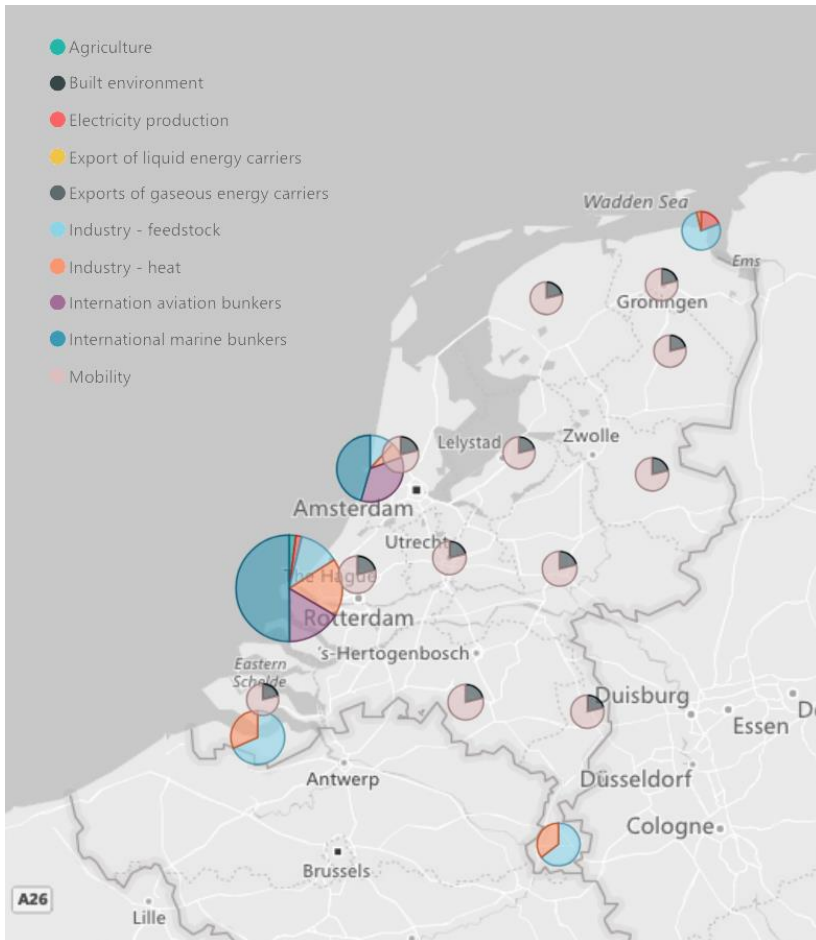 Agriculture
Built environment
Electricity production
Export of liquid energy carriers
Exports of gaseous energy carriers
Industry - feedstock
Industry - heat
Internation aviation bunkers
International marine bunkers
Mobility
Wadden Sea
Ems
Groningen
Lelystad
Zwolle
Amsterdam
Utrecht
The Hague
Rotterdam
's-Hertogenbosch
Eastern
Schelde
Duisburg
Essen
Do
Antwerp
Düsseldorf
Cologne
Brussels
A26
Lille